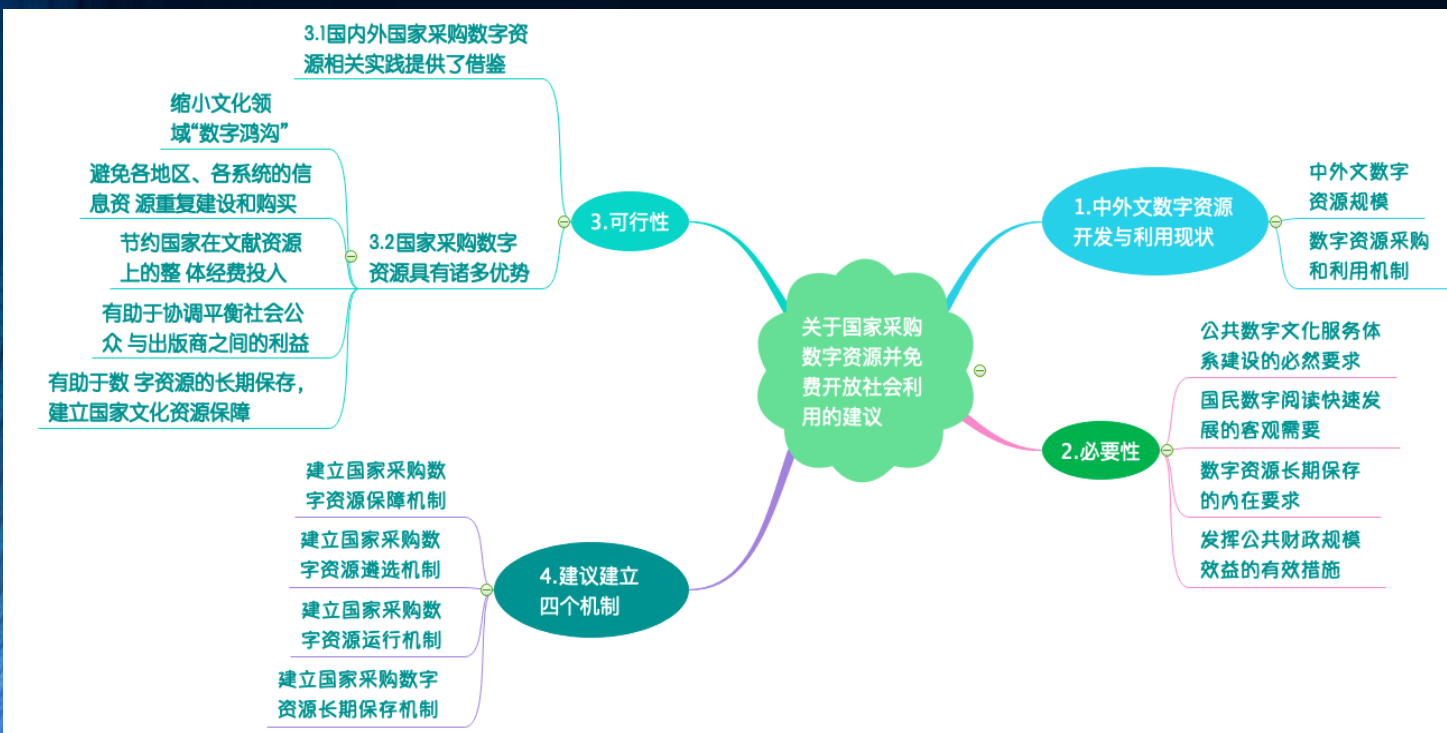 关于国家采购
数字资源并免
费开放社会利
用的建议
1.中外文数字资源
开发与利用现状
中外文数字
资源规模
数字资源采购
和利用机制
2.必要性
公共数字文化服务体
系建设的必然要求
国民数字阅读快速发
展的客观需要
数字资源长期保存
的内在要求
发挥公共财政规模
效益的有效措施
3.可行性
3.1国内外国家采购数字资
源相关实践提供了借鉴
3.2国家采购数字
资源具有诸多优势
缩小文化领
域“数字鸿沟”
避免各地区、各系统的信
息资 源重复建设和购买
节约国家在文献资源
上的整 体经费投入
有助于协调平衡社会公
众 与出版商之间的利益
有助于数 字资源的长期保存，
建立国家文化资源保障
4.建议建立
四个机制
建立国家采购数
字资源保障机制
建立国家采购数
字资源遴选机制
建立国家采购数
字资源运行机制
建立国家采购数字
资源长期保存机制